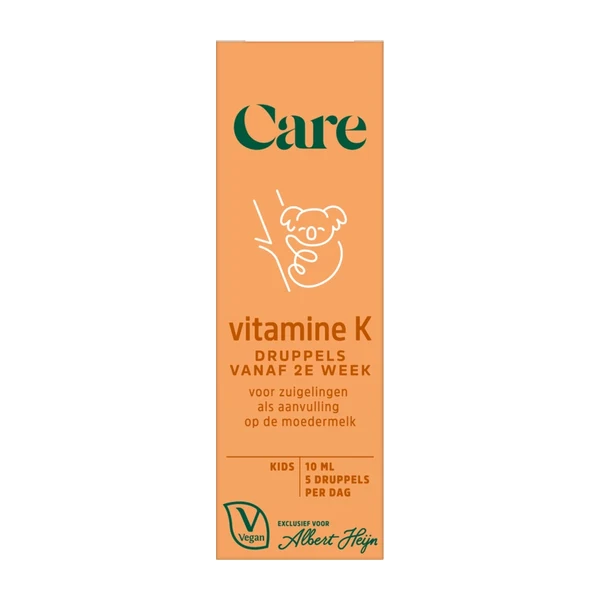 Care
vitamine K
DRUPPELS
VANAF 2E WEEK
voor zuigelingen
als aanvulling
op de moedermelk
KIDS
10 ML
5 DRUPPELS
PER DAG
V
Vegan
EXCLUSIEF VOOR
Albert Heijn